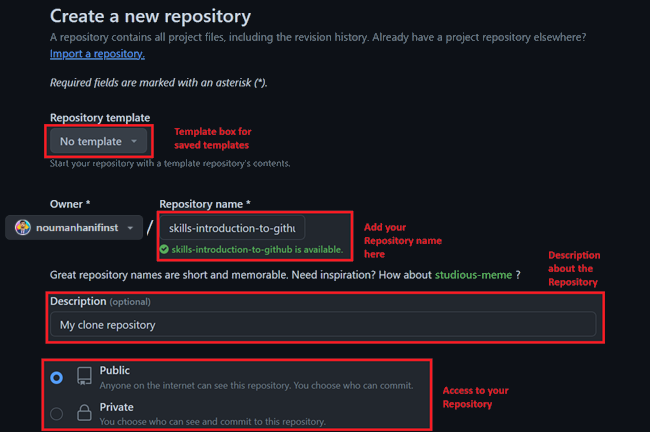 Create a new repository
A repository contains all project files, including the revision history. Already have a project repository elsewhere?
Import a repository.
Required fields are marked with an asterisk (*).
Repository template
No template
Template box for
saved templates
Start your repository with a template repository's contents.
Owner *
Repository name *
noumanhanifinst
/
skills-introduction-to-githu
skills-introduction-to-github is available.
Add your
Repository name
here
Great repository names are short and memorable. Need inspiration? How about studious-meme ?
Description
about the
Repository
Description (optional)
My clone repository
Public
Anyone on the internet can see this repository. You choose who can commit.
Private
You choose who can see and commit to this repository.
Access to your
Repository